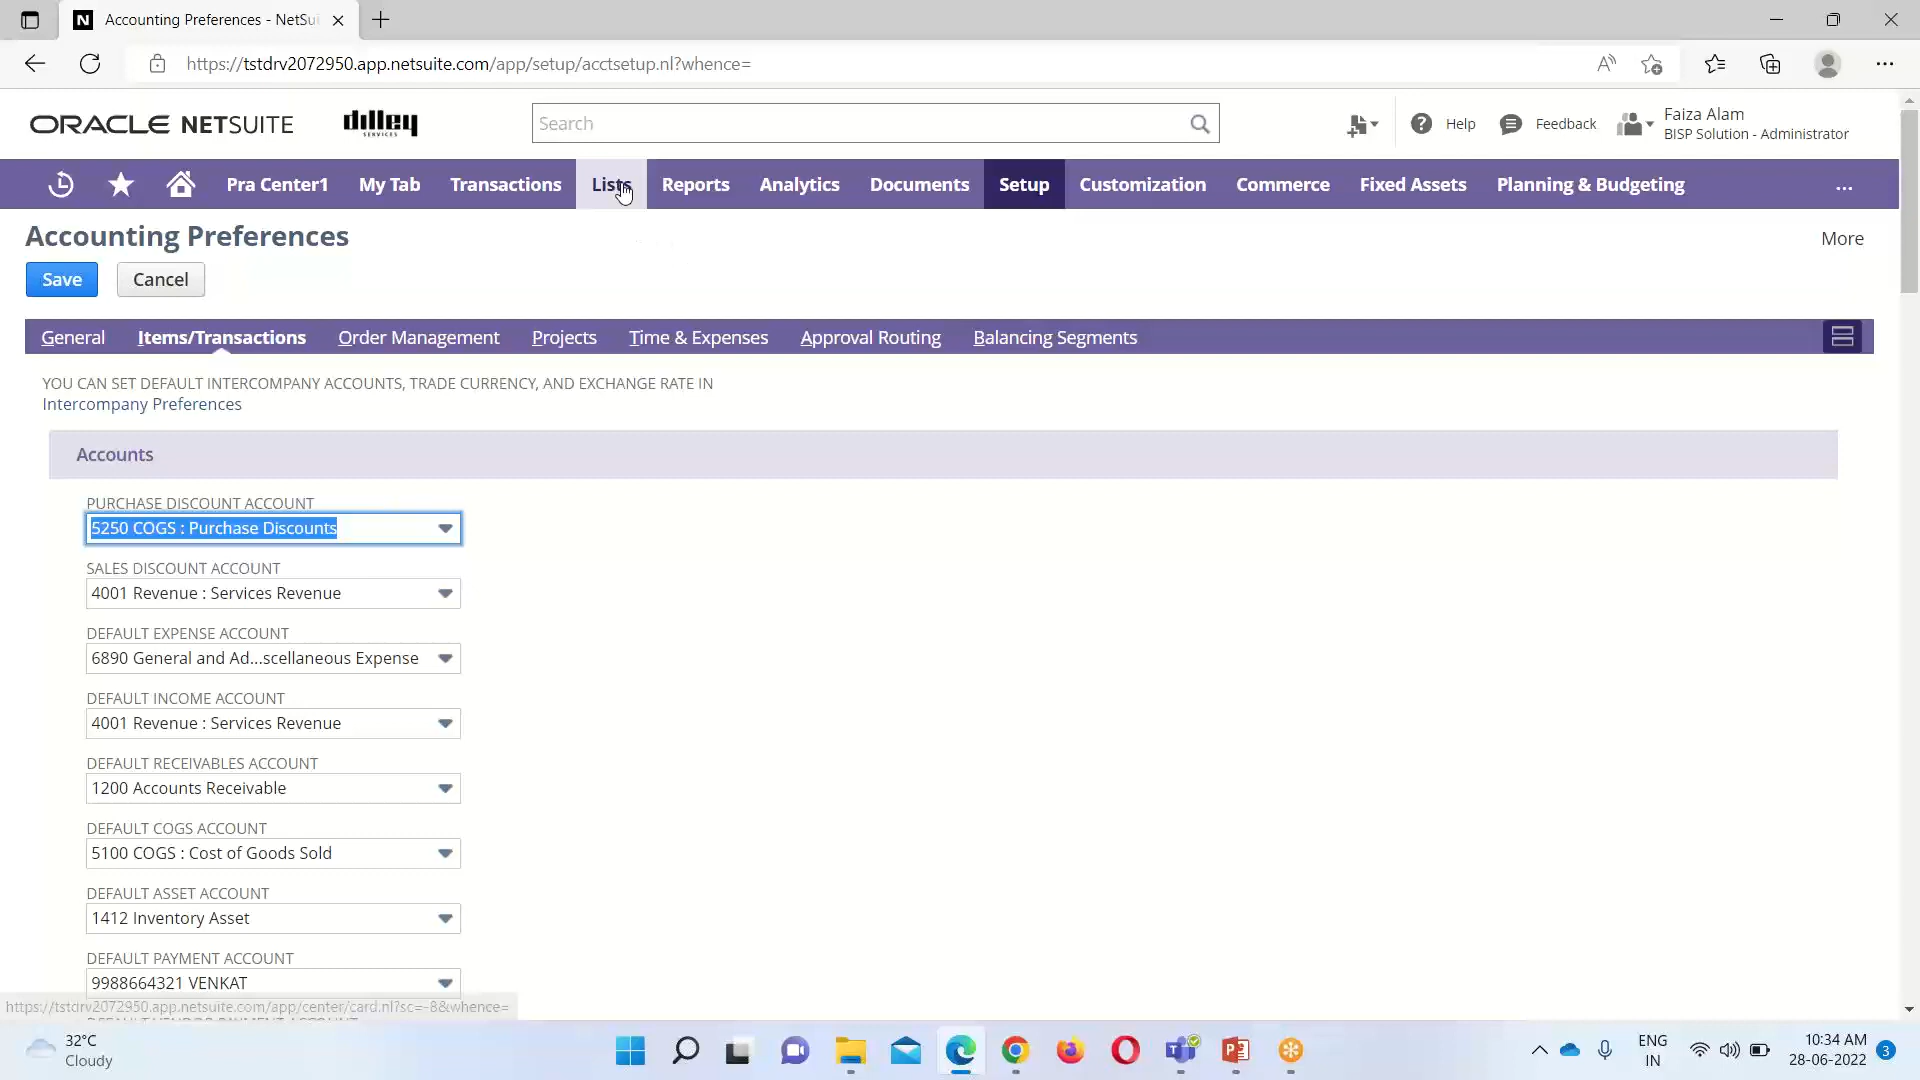 Accounting Preferences - NetSui
https://tstdrv2072950.app.netsuite.com/app/setup/acctsetup.nl?whence=
ORACLE NETSUITE
dilley
SERVICES
Search
Help
Feedback
Faiza Alam
BISP Solution - Administrator
Pra Center1
My Tab
Transactions
Lists
Reports
Analytics
Documents
Setup
Customization
Commerce
Fixed Assets
Planning & Budgeting
...
Accounting Preferences
More
Save
Cancel
General
Items/Transactions
Order Management
Projects
Time & Expenses
Approval Routing
Balancing Segments
YOU CAN SET DEFAULT INTERCOMPANY ACCOUNTS, TRADE CURRENCY, AND EXCHANGE RATE IN
Intercompany Preferences
Accounts
PURCHASE DISCOUNT ACCOUNT
5250 COGS : Purchase Discounts
SALES DISCOUNT ACCOUNT
4001 Revenue : Services Revenue
DEFAULT EXPENSE ACCOUNT
6890 General and Ad...scellaneous Expense
DEFAULT INCOME ACCOUNT
4001 Revenue : Services Revenue
DEFAULT RECEIVABLES ACCOUNT
1200 Accounts Receivable
DEFAULT COGS ACCOUNT
5100 COGS : Cost of Goods Sold
DEFAULT ASSET ACCOUNT
1412 Inventory Asset
DEFAULT PAYMENT ACCOUNT
9988664321 VENKAT
https://tstdrv2072950.app.netsuite.com/app/center/card.nl?sc=-8&whence=
32°C
Cloudy
ENG
IN
10:34 AM
28-06-2022
3